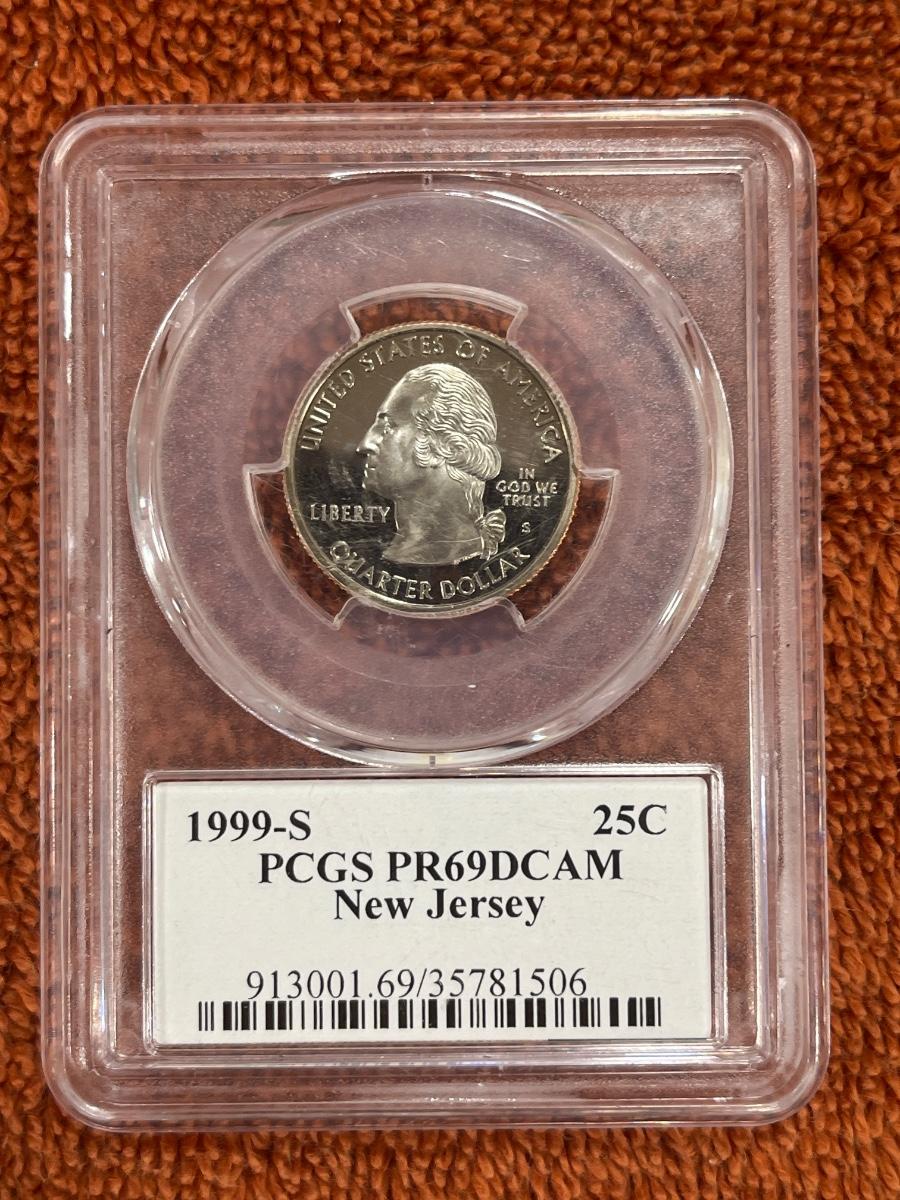 UNITED STATES OF AMERICA
IN
GOD WE
TRUST
LIBERTY
S
QUARTER DOLLAR
1999-S 25C
PCGS PR69DCAM
New Jersey
913001.69/35781506